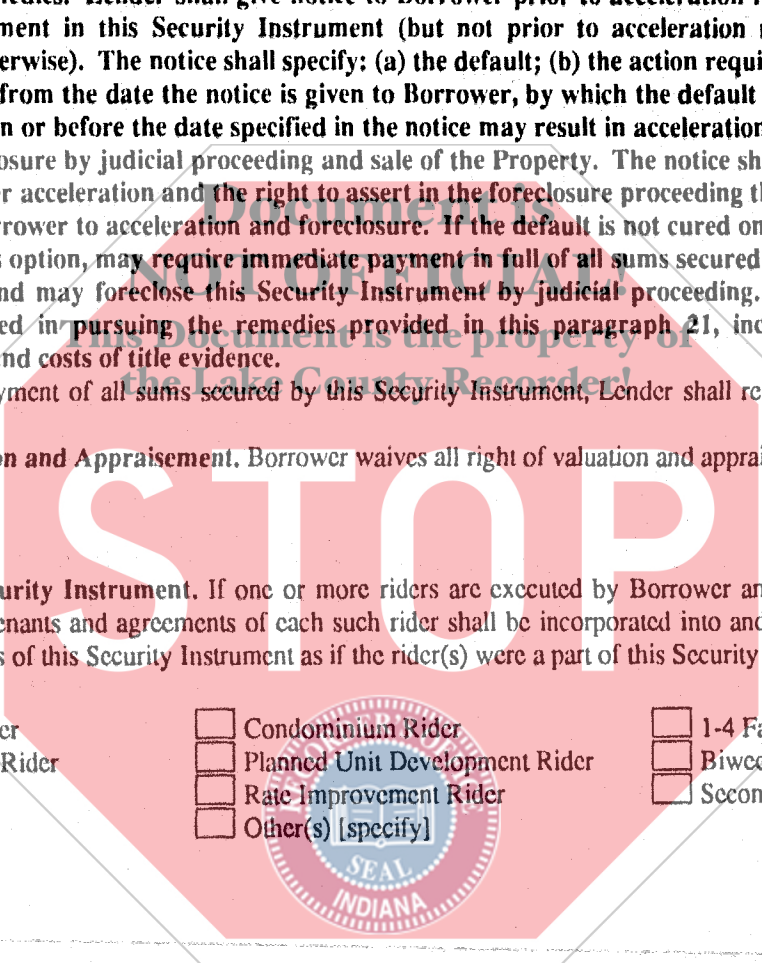 ment in this Security Instrument (but not prior to acceleration
erwise). The notice shall specify: (a) the default; (b) the action requi
from the date the notice is given to Borrower, by which the default
n or before the date specified in the notice may result in acceleration
osure by judicial proceeding and sale of the Property. The notice sh
r acceleration and the right to assert in the foreclosure proceeding th
Document is
rrower to acceleration and foreclosure. If the default is not cured on
s option, may require immediate payment in full of all sums secured
NOT OFFICIAL!
nd may foreclose this Security Instrument by judicial proceeding.
ed in pursuing the remedies provided in this paragraph 21, inc
This Document is the property of
nd costs of title evidence.
the Lake County Recorder!
yment of all sums secured by this Security Instrument, Lender shall re
on and Appraisement. Borrower waives all right of valuation and apprai
STOP
urity Instrument. If one or more riders are executed by Borrower an
enants and agreements of each such rider shall be incorporated into and
s of this Security Instrument as if the rider(s) were a part of this Security
er
Condominium Rider
1-4 Fa
Rider
Planned Unit Development Rider
Biwee
Rate Improvement Rider
Secon
Other(s) [specify]
RECORDER'S OFFICE
SEAL
INDIANA